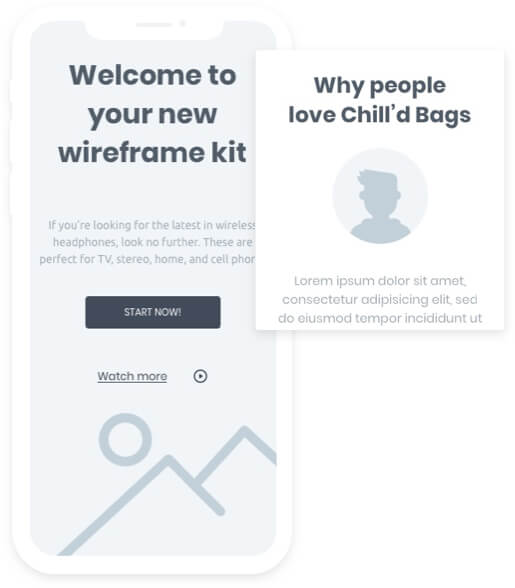 Welcome to
your new
wireframe kit
If you're looking for the latest in wireless
headphones, look no further. These are
perfect for TV, stereo, home, and cell
START NOW!
Watch more
Why people
love Chill'd Bags
Lorem ipsum dolor sit amet,
consectetur adipisicing elit, sed
do eiusmod tempor incididunt ut